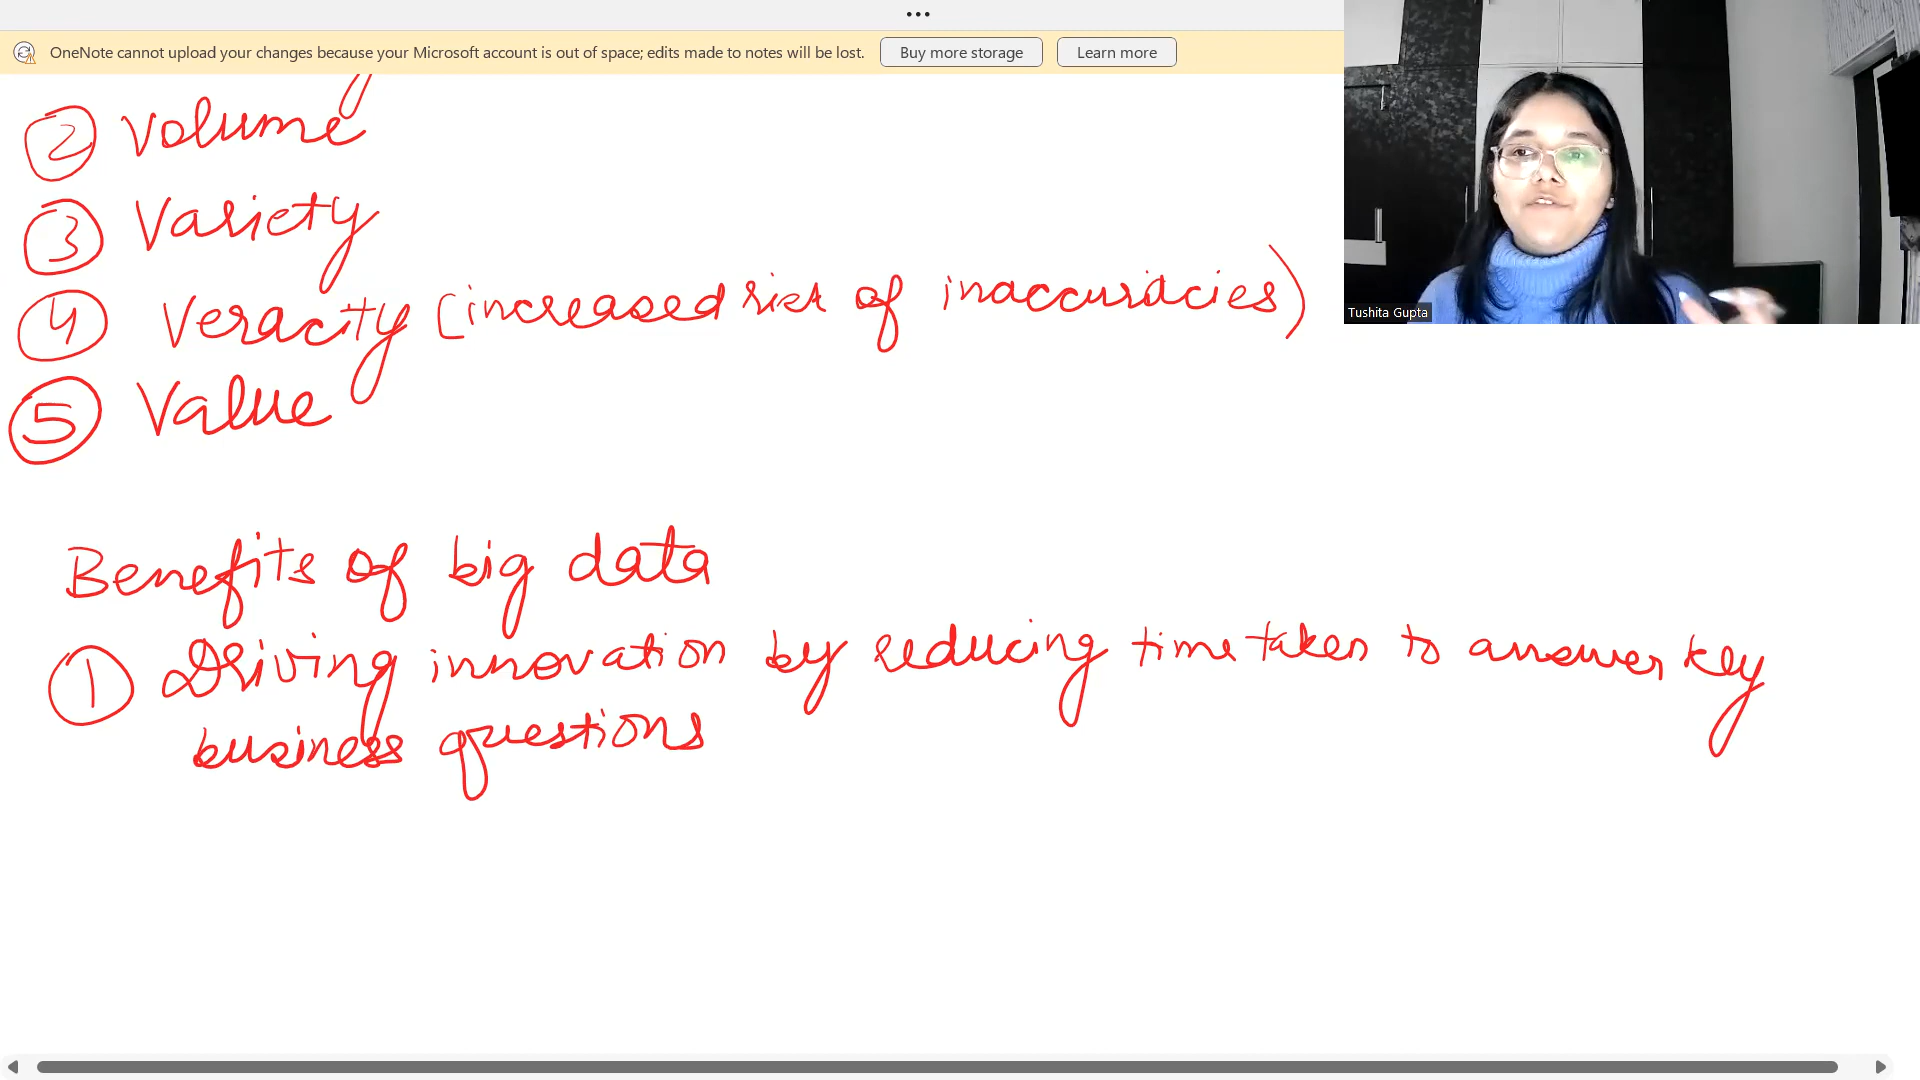 OneNote cannot upload your changes because your Microsoft account is out of space; edits made to notes will be lost. Buy more storage Learn more
2 Volume
3 Variety
4 Veracity (increased risk of inaccuracies)
5 Value
Tushita Gupta
Benefits of big data
1 Driving innovation by reducing time taken to answer key
business questions